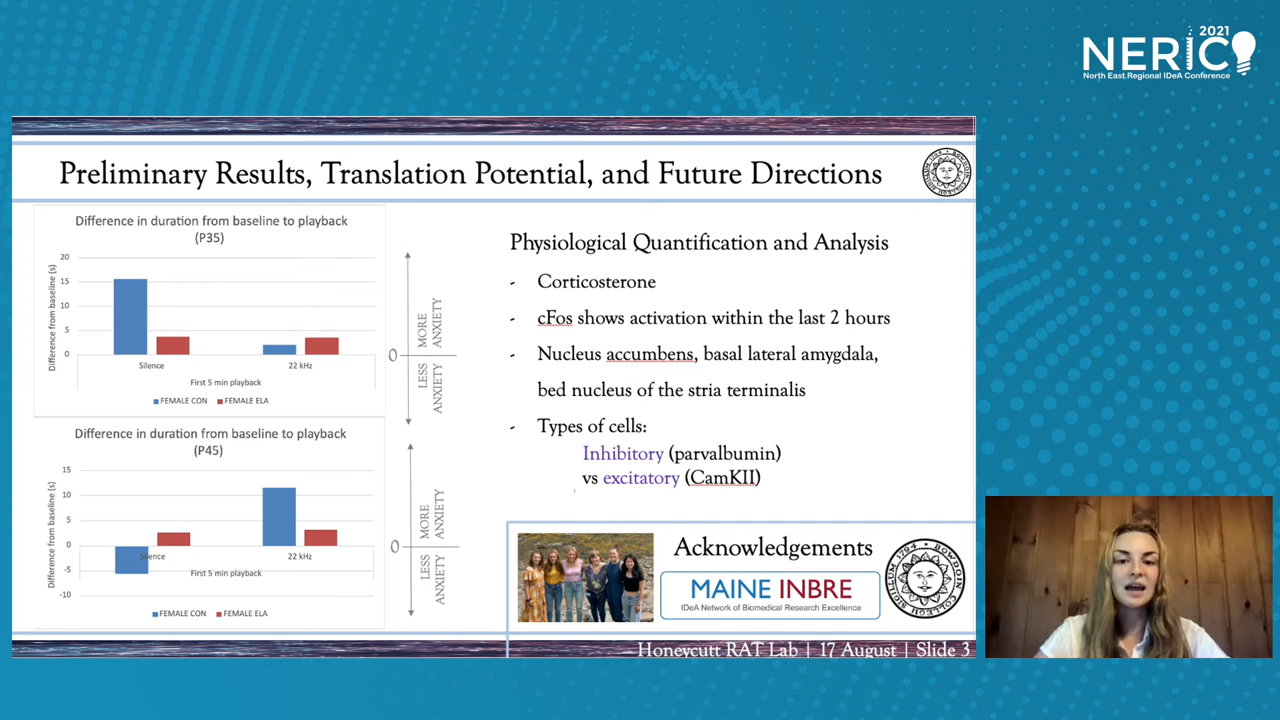 2021
NERIC
North East Regional IDeA Conference
Preliminary Results, Translation Potential, and Future Directions
Difference in duration from baseline to playback
(P35)
Difference from baseline (s)
20
15
10
5
0
Silence
22 kHz
First 5 min playback
FEMALE CON
FEMALE ELA
MORE
ANXIETY
0
LESS
ANXIETY
Difference in duration from baseline to playback
(P45)
Difference from baseline (s)
15
10
5
0
-5
-10
Silence
22 kHz
First 5 min playback
FEMALE CON
FEMALE ELA
MORE
ANXIETY
0
LESS
ANXIETY
Physiological Quantification and Analysis
- Corticosterone
- cFos shows activation within the last 2 hours
- Nucleus accumbens, basal lateral amygdala,
bed nucleus of the stria terminalis
- Types of cells:
Inhibitory (parvalbumin)
vs excitatory (CamKII)
Acknowledgements
MAINE INBRE
IDeA Network of Biomedical Research Excellence
SIGILLUM BOWDOIN COLLEGII 1794
Honeycutt RAT Lab | 17 August | Slide 3